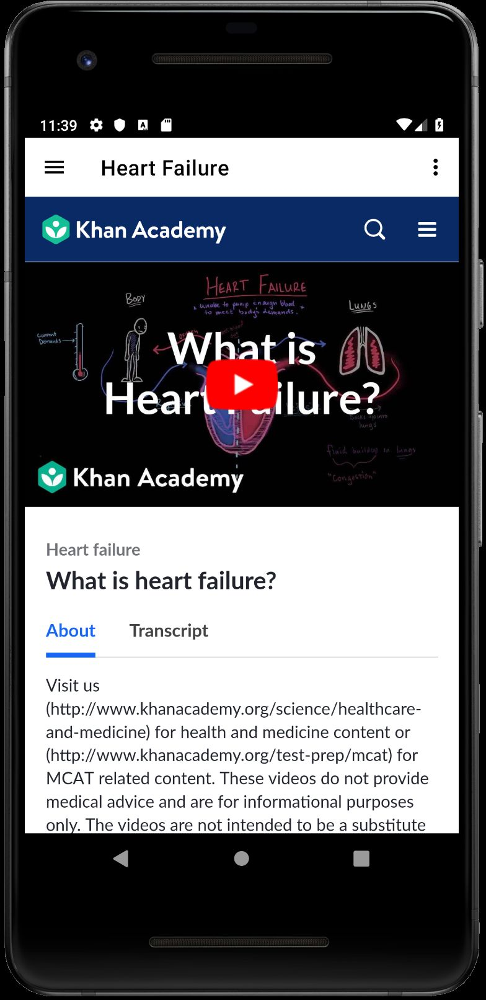 11:39
Heart Failure
Khan Academy
HEART FAILURE
BODY
LUNGS
unable to pump enough blood
to meet body's demands.
Current
Demands
oxygen
What is
Heart Failure?
Backs up into
lungs
fluid buildup in lungs
"Congestion"
Khan Academy
Heart failure
What is heart failure?
About Transcript
Visit us
(http://www.khanacademy.org/science/healthcare-
and-medicine) for health and medicine content or
(http://www.khanacademy.org/test-prep/mcat) for
MCAT related content. These videos do not provide
medical advice and are for informational purposes
only. The videos are not intended to be a substitute